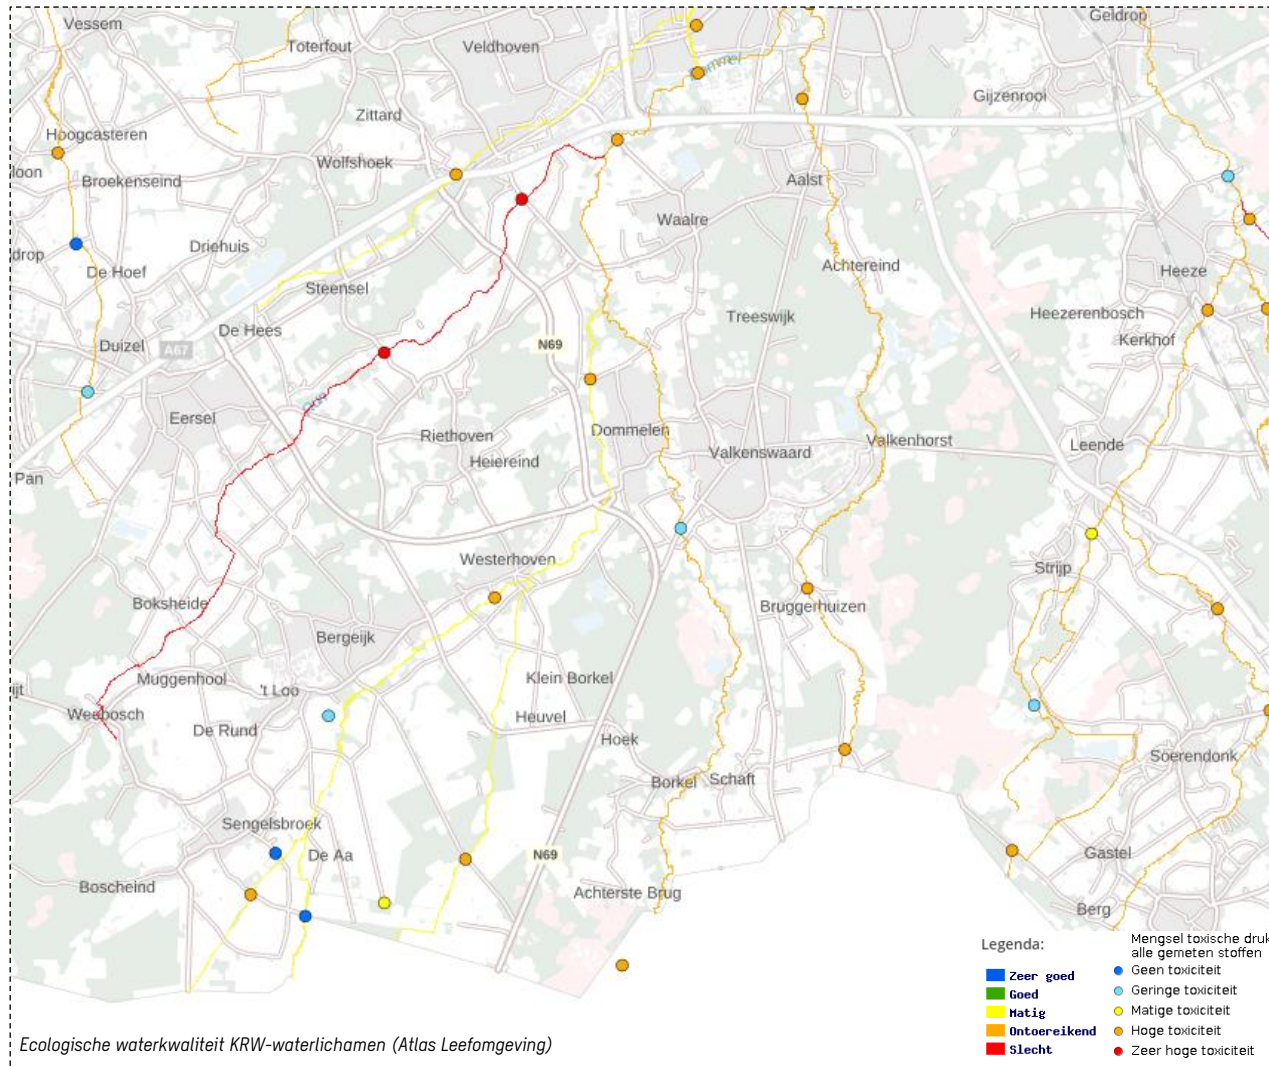 Vessem
Toterfout
Veldhoven
Geldrop
Dommel
Gijzenrooi
Zittard
Hoogcasteren
Wolfshoek
loon
Broekenseind
Aalst
Waalre
Driehuis
drop
De Hoef
Achtereind
Heeze
Steensel
De Hees
Treeswijk
Heezerenbosch
Duizel
A67
N69
Kerkhof
Eersel
Riethoven
Dommelen
Valkenhorst
Leende
Heiereind
Valkenswaard
Pan
Westerhoven
Strijp
Boksheide
Bruggerhuizen
Bergeijk
Muggenhool
't Loo
Klein Borkel
ijt
Weebosch
De Rund
Heuvel
Hoek
Soerendonk
Borkel
Schaft
Sengelsbroek
De Aa
N69
Gastel
Boscheind
Achterste Brug
Berg
Legenda:
Zeer goed
Goed
Matig
Ontoereikend
Slecht
Mengsel toxische druk
alle gemeten stoffen
Geen toxiciteit
Geringe toxiciteit
Matige toxiciteit
Hoge toxiciteit
Zeer hoge toxiciteit
Ecologische waterkwaliteit KRW-waterlichamen (Atlas Leefomgeving)